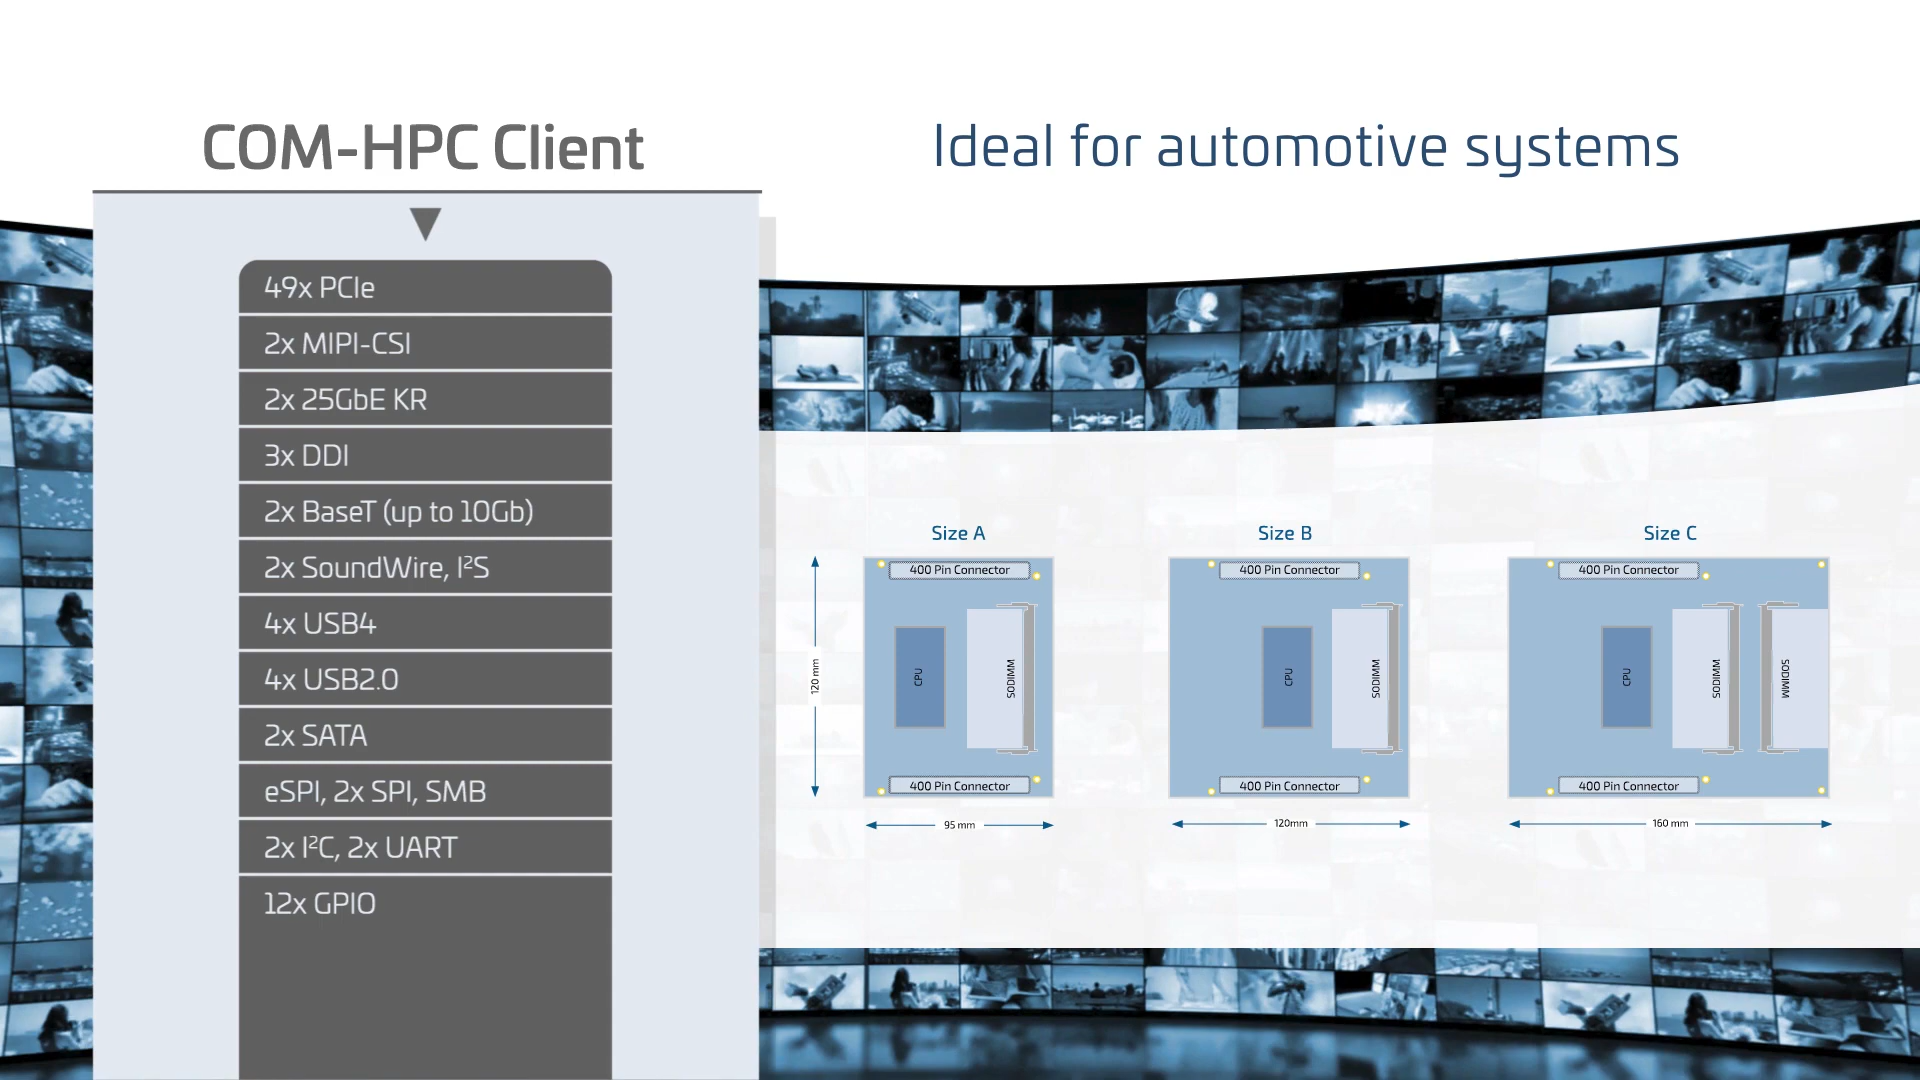 COM-HPC Client
Ideal for automotive systems
49x PCIe
2x MIPI-CSI
2x 25GbE KR
3x DDI
2x BaseT (up to 10Gb)
2x SoundWire, I²S
4x USB4
4x USB2.0
2x SATA
eSPI, 2x SPI, SMB
2x I²C, 2x UART
12x GPIO
Size A
400 Pin Connector
120 mm
CPU
SODIMM
400 Pin Connector
95 mm
Size B
400 Pin Connector
CPU
SODIMM
400 Pin Connector
120mm
Size C
400 Pin Connector
CPU
SODIMM
SODIMM
400 Pin Connector
160 mm